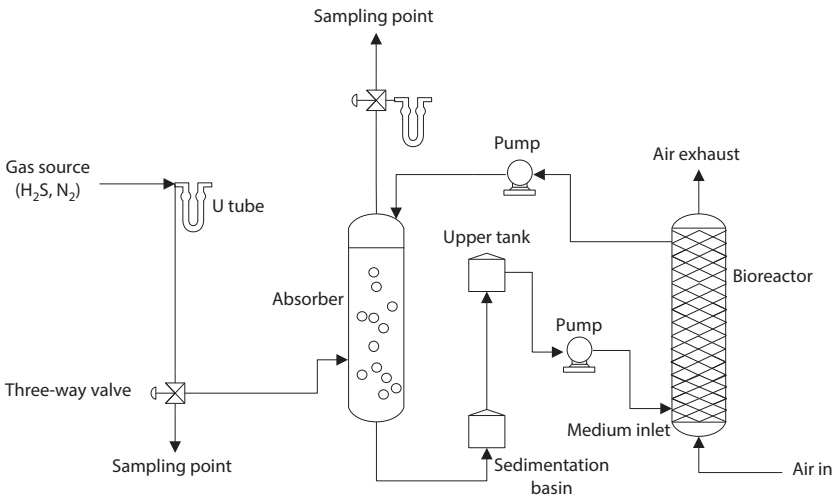 Sampling point
Pump
Gas source
(H₂S, N₂)
Air exhaust
U tube
Upper tank
Absorber
Bioreactor
Pump
Three-way valve
Medium inlet
Sampling point
Sedimentation
basin
Air in